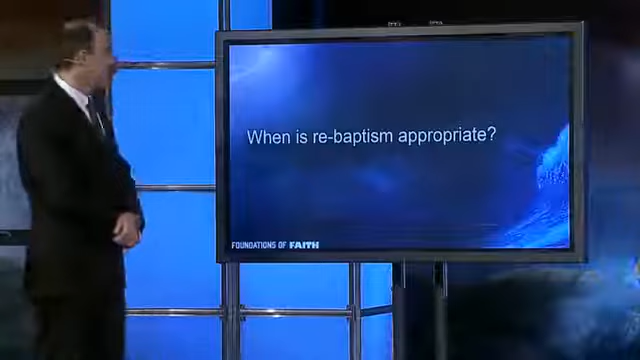 When is re-baptism appropriate?
FOUNDATIONS OF FAITH